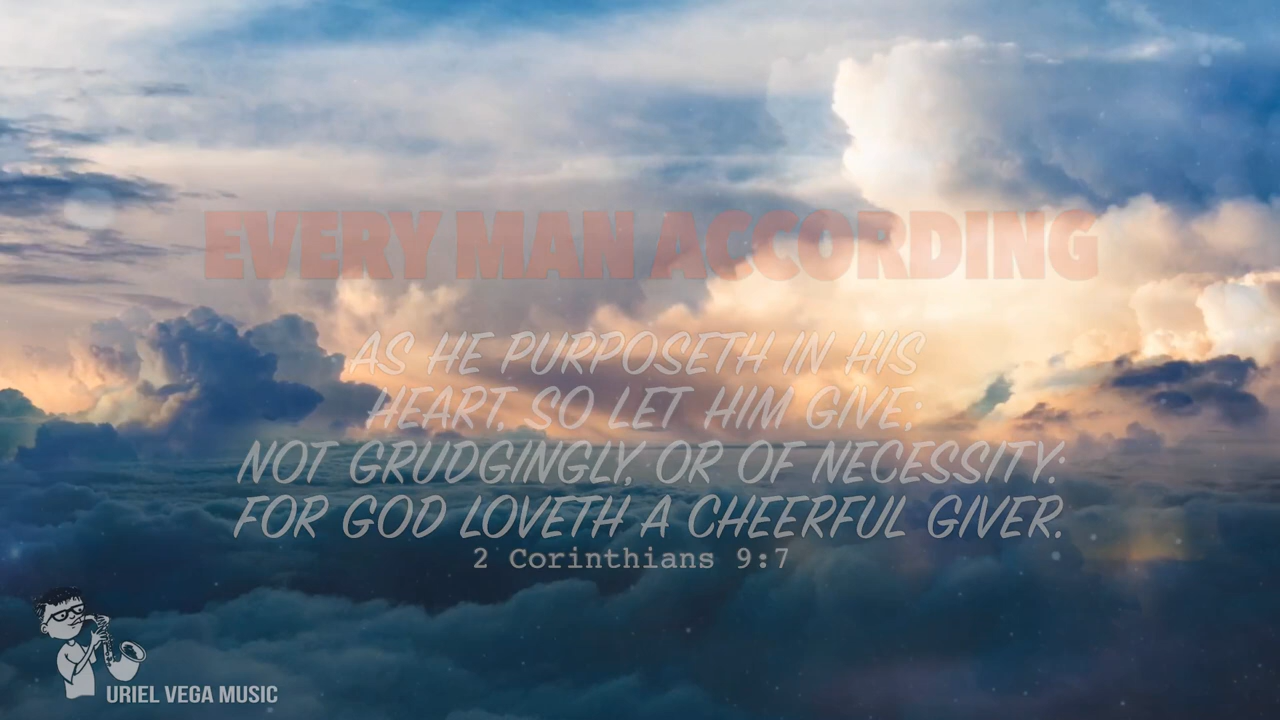 EVERY MAN ACCORDING
AS HE PURPOSETH IN HIS
HEART, SO LET HIM GIVE;
NOT GRUDGINGLY, OR OF NECESSITY:
FOR GOD LOVETH A CHEERFUL GIVER.
2 Corinthians 9:7
URIEL VEGA MUSIC